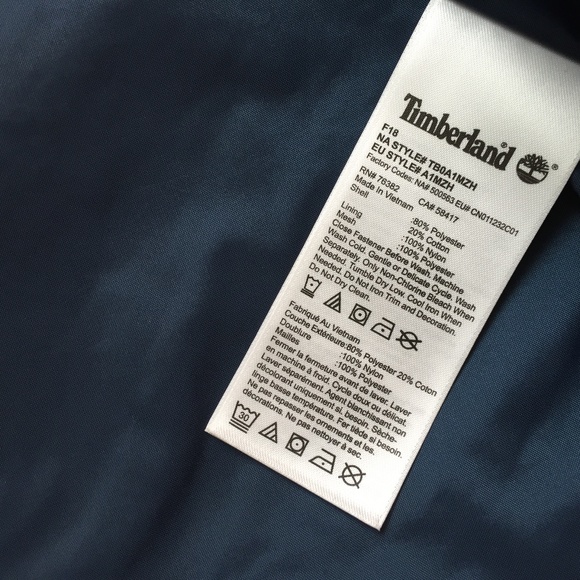 Timberland®
F18
NA STYLE# TB0A1MZH
EU STYLE# A1MZH
Factory Codes: NA# 500563 EU# CN011232C01
RN# 76382 CA# 58417
Made In Vietnam
Shell :80% Polyester
20% Cotton
Lining :100% Nylon
Mesh :100% Polyester
Close Fastener Before Wash. Machine
Wash Cold. Gentle or Delicate Cycle. Wash
Separately. Only Non-Chlorine Bleach When
Needed. Tumble Dry Low. Cool Iron When
Needed. Do Not Iron Trim and Decoration.
Do Not Dry Clean.
Fabriqué Au Vietnam
Couche Extérieure:80% Polyester 20% Coton
Doublure :100% Nylon
Mailles :100% Polyester
Fermer la fermeture avant de laver. Laver
en machine à froid. Cycle doux ou délicat.
Laver séparément. Agent blanchissant non
décolorant uniquement si, besoin. Sèche-
linge basse température. Fer tiède si besoin.
Ne pas repasser les ornements et les.
décorations. Ne pas nettoyer à sec.
30